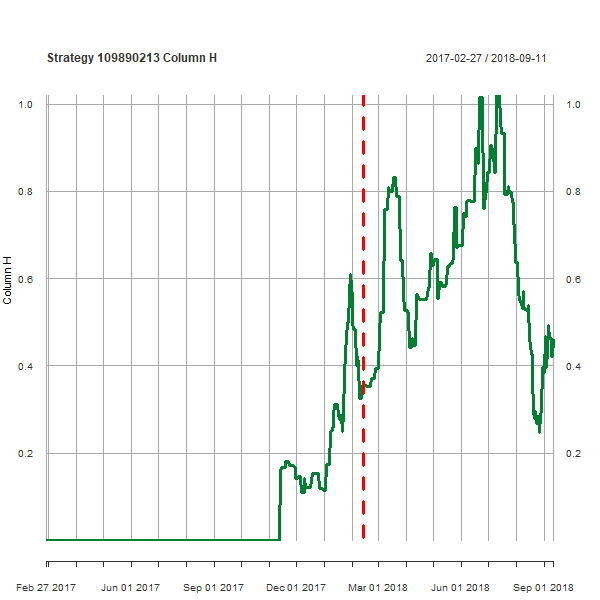 Strategy 109890213 Column H
2017-02-27 / 2018-09-11
1.0
1.0
0.8
0.8
0.6
0.6
Column H
0.4
0.4
0.2
0.2
Feb 27 2017
Jun 01 2017
Sep 01 2017
Dec 01 2017
Mar 01 2018
Jun 01 2018
Sep 01 2018